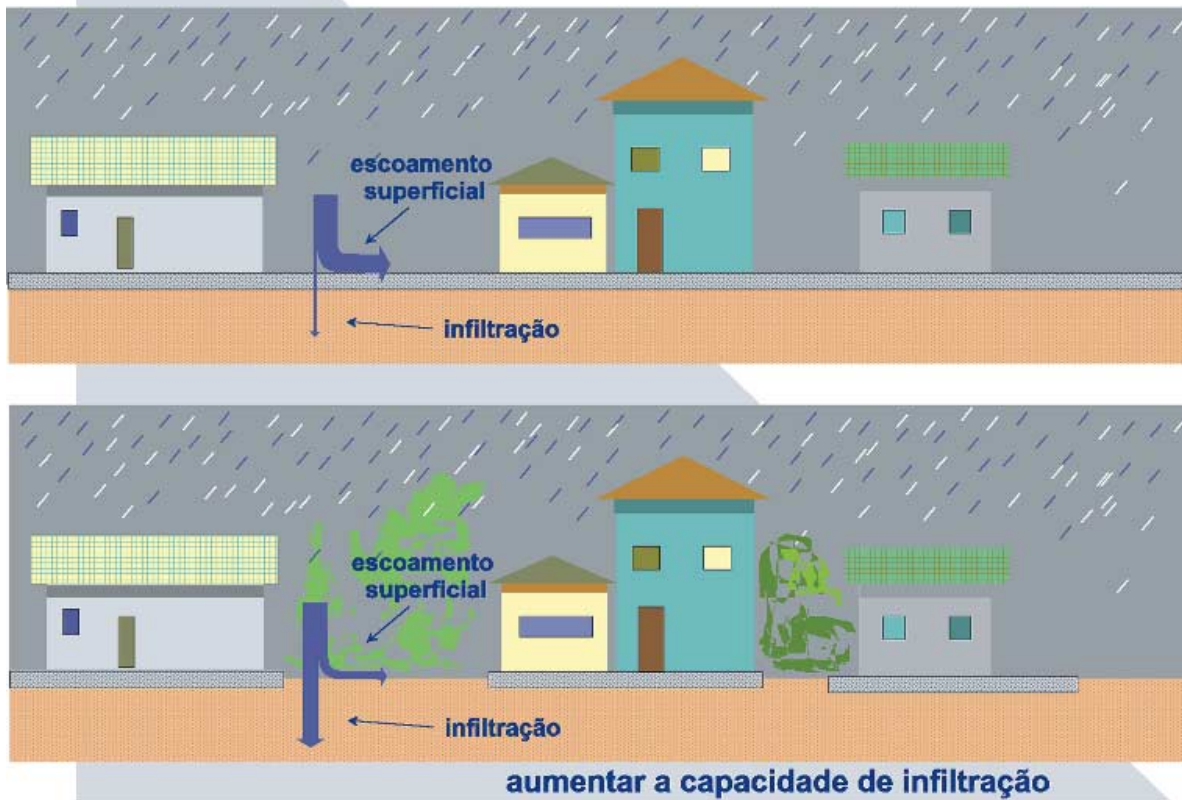 escoamento
superficial
infiltração
escoamento
superficial
infiltração
aumentar a capacidade de infiltração